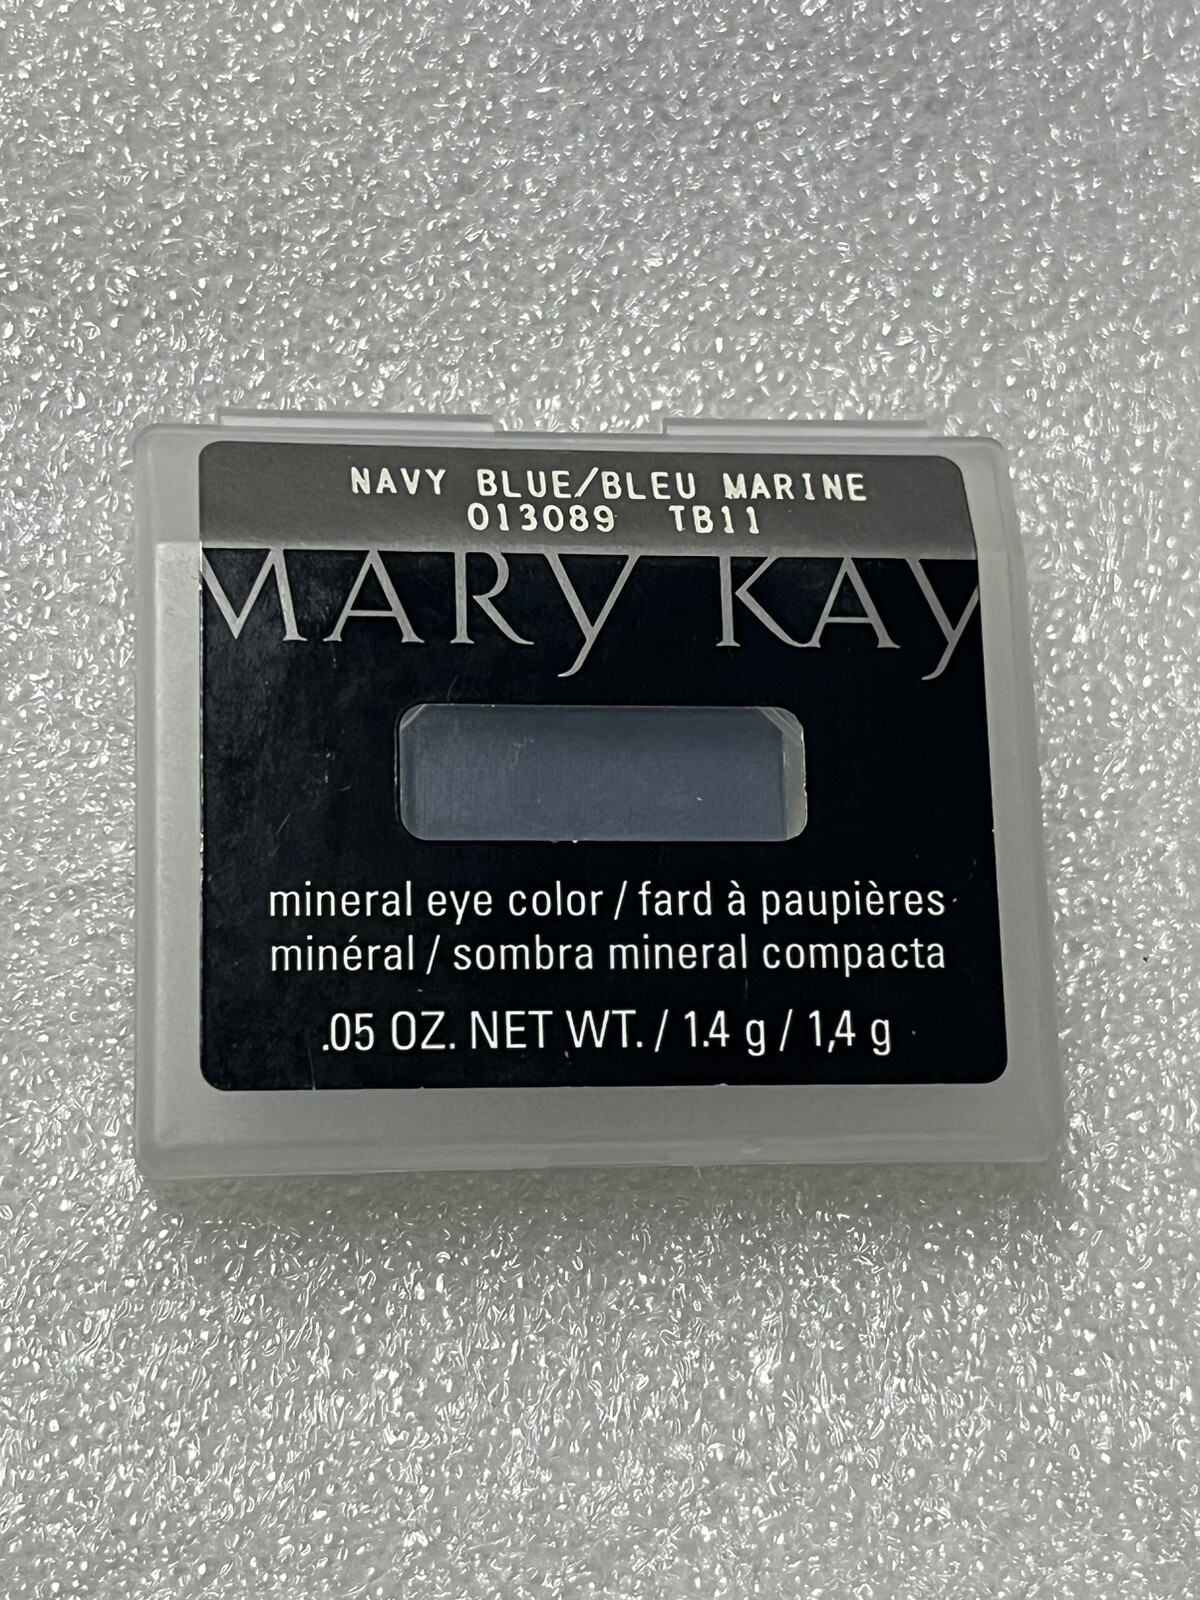 NAVY BLUE/BLEU MARINE
013089 TB11
MARY KAY
mineral eye color / fard à paupières
minéral / sombra mineral compacta
.05 OZ. NET WT. / 1.4 g / 1,4 g